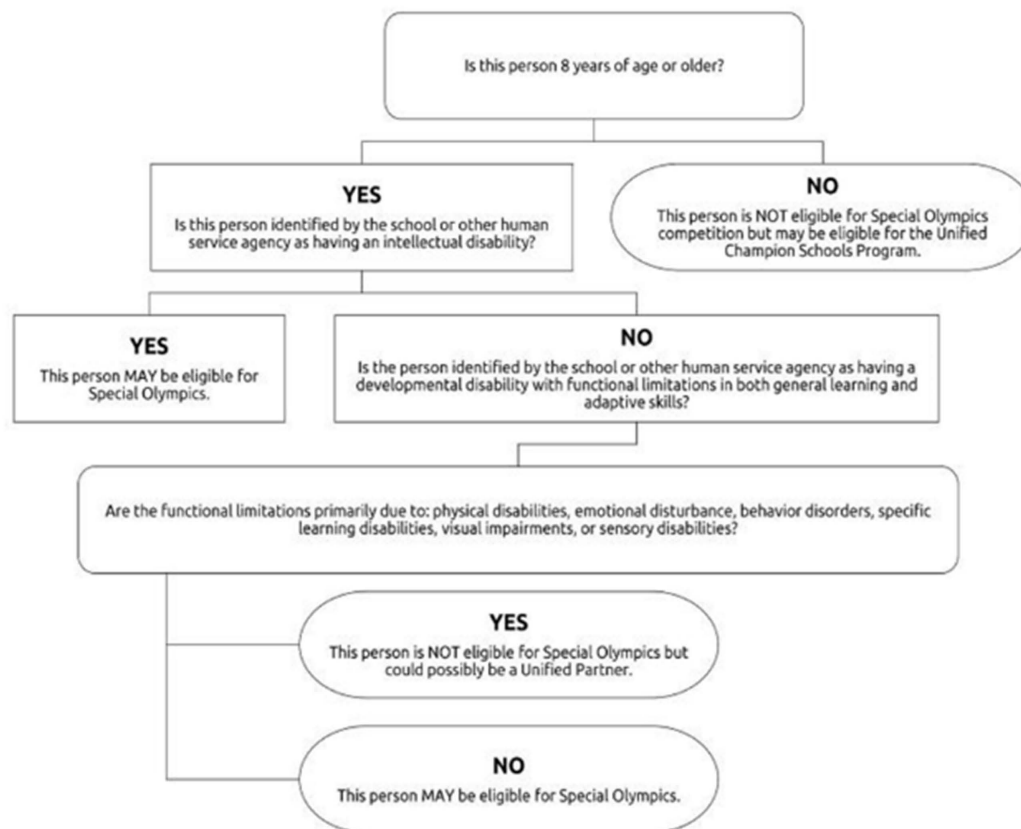 Is this person 8 years of age or older?
YES
Is this person identified by the school or other human
service agency as having an intellectual disability?
NO
This person is NOT eligible for Special Olympics
competition but may be eligible for the Unified
Champion Schools Program.
YES
This person MAY be eligible for
Special Olympics.
NO
Is the person identified by the school or other human service agency as having a
developmental disability with functional limitations in both general learning and
adaptive skills?
Are the functional limitations primarily due to: physical disabilities, emotional disturbance, behavior disorders, specific
learning disabilities, visual impairments, or sensory disabilities?
YES
This person is NOT eligible for Special Olympics but
could possibly be a Unified Partner.
NO
This person MAY be eligible for Special Olympics.